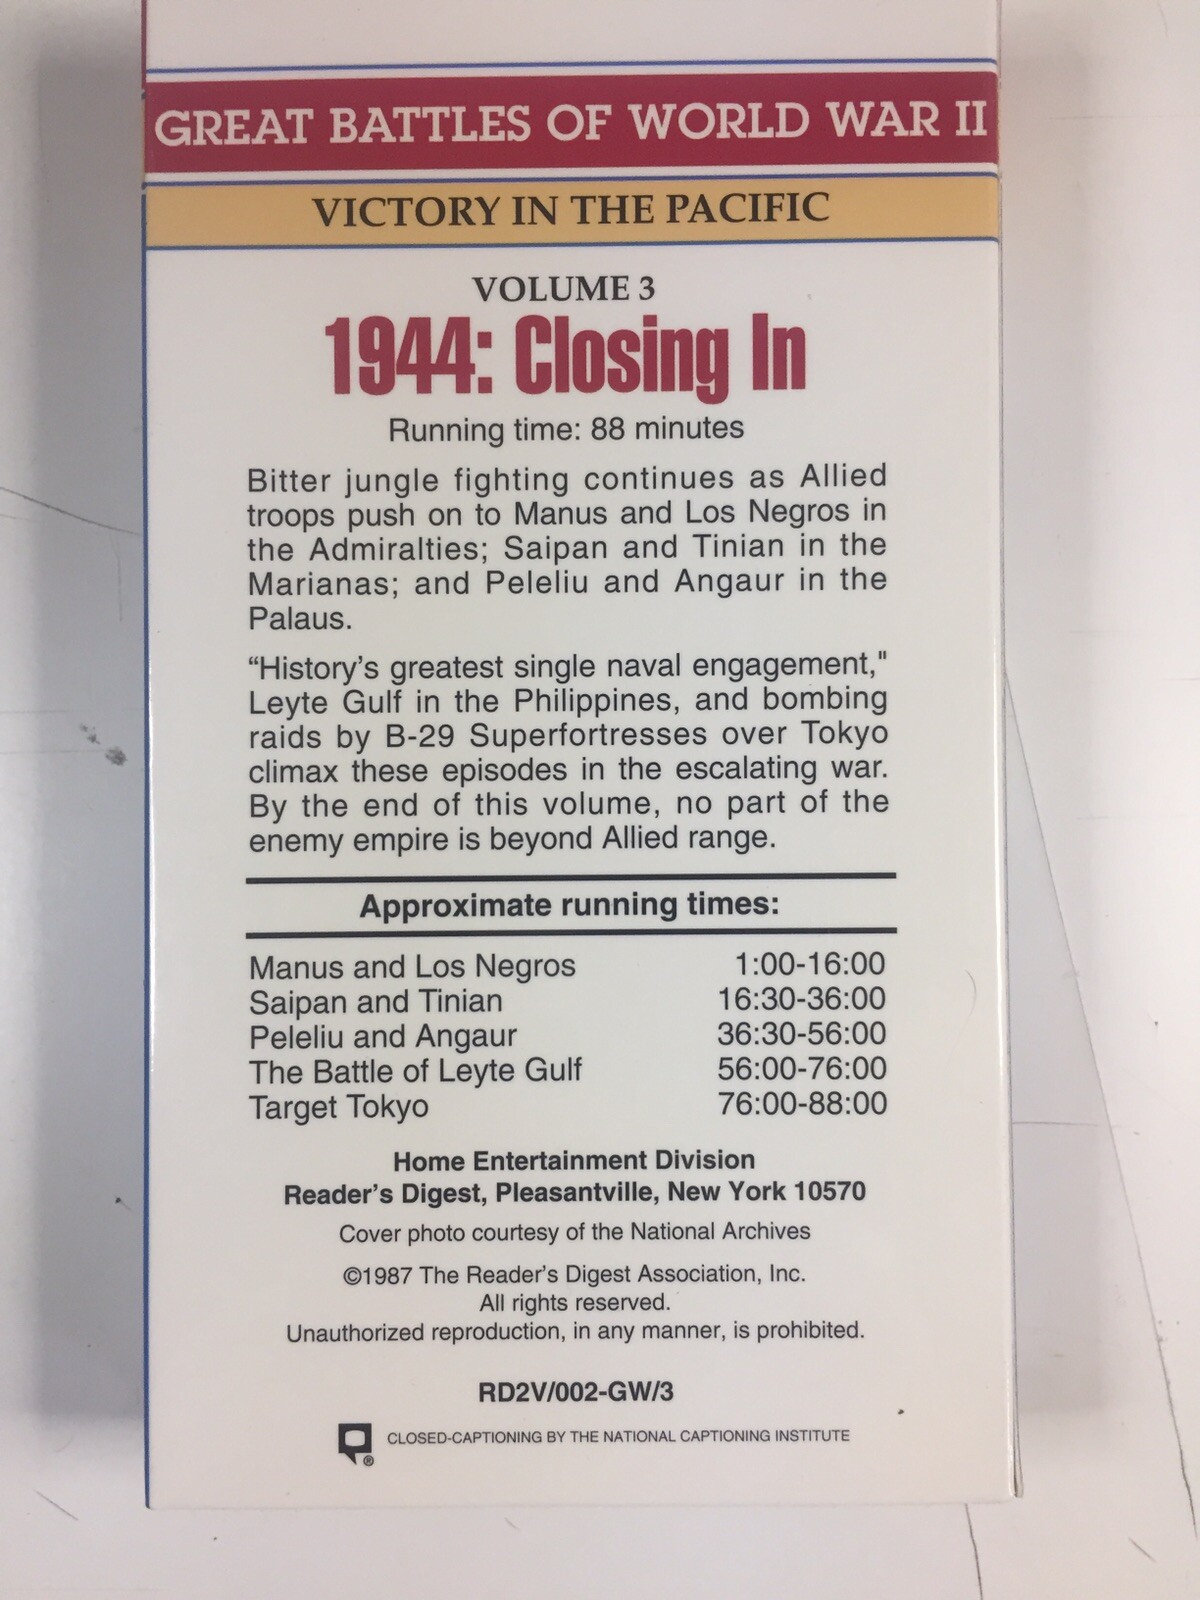 GREAT BATTLES OF WORLD WAR II
VICTORY IN THE PACIFIC
VOLUME 3
1944: Closing In
Running time: 88 minutes
Bitter jungle fighting continues as Allied
troops push on to Manus and Los Negros in
the Admiralties; Saipan and Tinian in the
Marianas; and Peleliu and Angaur in the
Palaus.
“History’s greatest single naval engagement,"
Leyte Gulf in the Philippines, and bombing
raids by B-29 Superfortresses over Tokyo
climax these episodes in the escalating war.
By the end of this volume, no part of the
enemy empire is beyond Allied range.
Approximate running times:
Manus and Los Negros 1:00-16:00
Saipan and Tinian 16:30-36:00
Peleliu and Angaur 36:30-56:00
The Battle of Leyte Gulf 56:00-76:00
Target Tokyo 76:00-88:00
Home Entertainment Division
Reader’s Digest, Pleasantville, New York 10570
Cover photo courtesy of the National Archives
©1987 The Reader’s Digest Association, Inc.
All rights reserved.
Unauthorized reproduction, in any manner, is prohibited.
RD2V/002-GW/3
® CLOSED-CAPTIONING BY THE NATIONAL CAPTIONING INSTITUTE